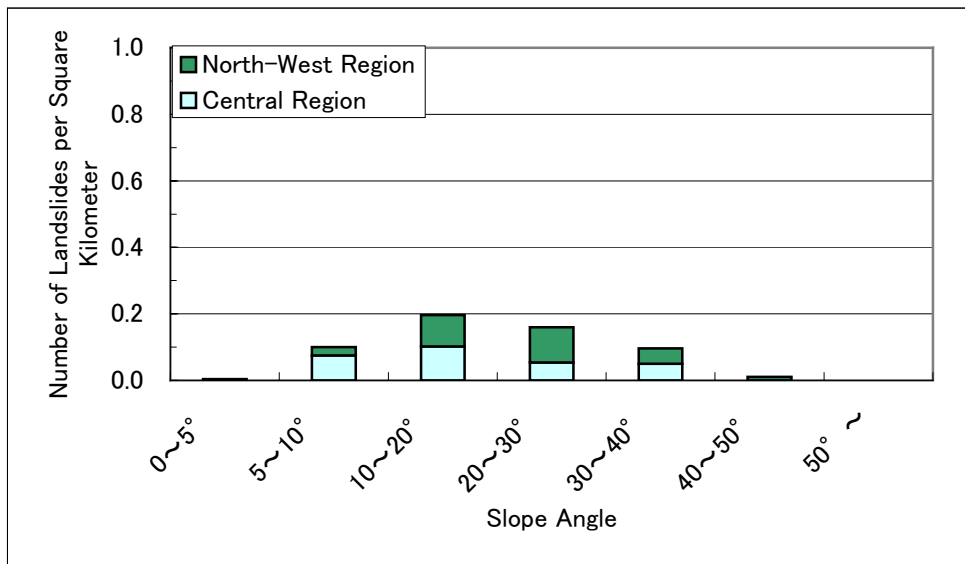 Number of Landslides per Square
Kilometer
1.0
0.8
0.6
0.4
0.2
0.0
North-West Region
Central Region
0～5°
5～10°
10～20°
20～30°
30～40°
40～50°
50° ～
Slope Angle